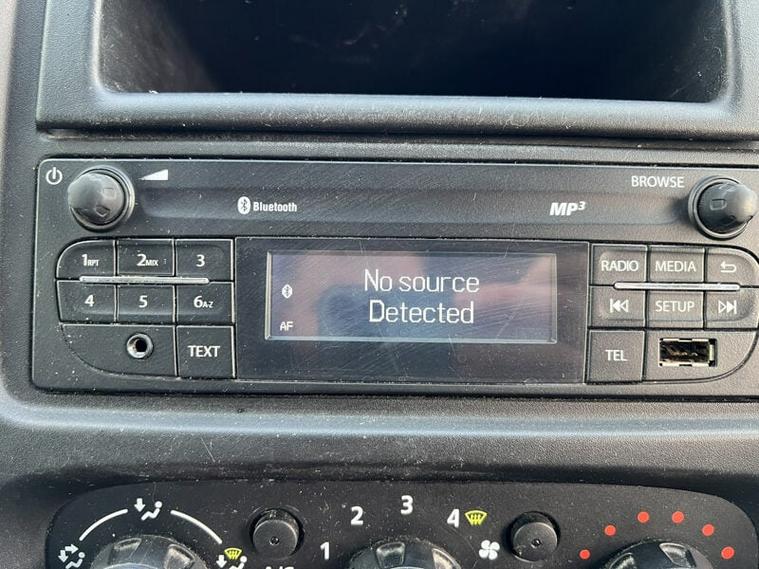 BROWSE
Bluetooth
MP3
1RPT 2MIX 3
RADIO MEDIA
No source
4 5 6A-Z
SETUP
Detected
AF
TEXT
TEL
1 2 3 4
A/C